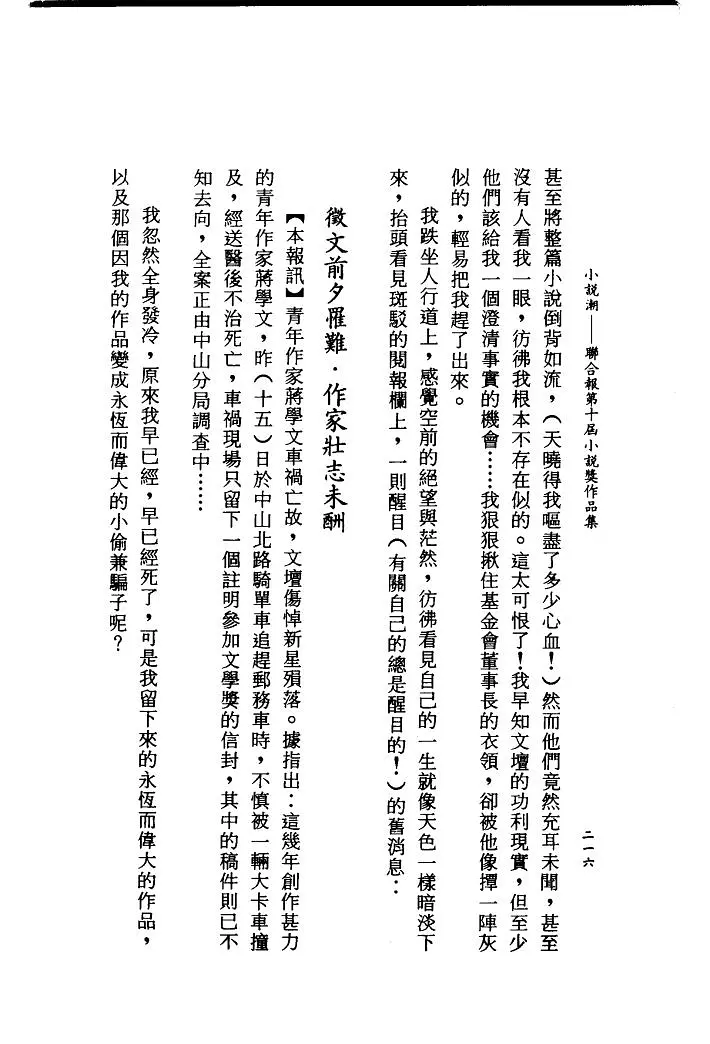 小說潮——聯合報第十屆小說獎作品集
二一六
甚至將整篇小說倒背如流，（天曉得我嘔盡了多少心血！）然而他們竟然充耳未聞，甚至
沒有人看我一眼，彷彿我根本不存在似的。這太可恨了！我早知文壇的功利現實，但至少
他們該給我一個澄清事實的機會……我狠狠揪住基金會董事長的衣領，卻被他像撣一陣灰
似的，輕易把我趕了出來。
我跌坐人行道上，感覺空前的絕望與茫然，彷彿看見自己的一生就像天色一樣暗淡下
來，抬頭看見斑駁的閱報欄上，一則醒目（有關自己的總是醒目的！）的舊消息：
徵文前夕罹難．作家壯志未酬
【本報訊】青年作家蔣學文車禍亡故，文壇傷悼新星殞落。據指出：這幾年創作甚力
的青年作家蔣學文，昨（十五）日於中山北路騎單車追趕郵務車時，不慎被一輛大卡車撞
及，經送醫後不治死亡，車禍現場只留下一個註明參加文學獎的信封，其中的稿件則已不
知去向，全案正由中山分局調查中……
我忽然全身發冷，原來我早已經，早已經死了，可是我留下來的永恆而偉大的作品，
以及那個因我的作品變成永恆而偉大的小偷兼騙子呢？